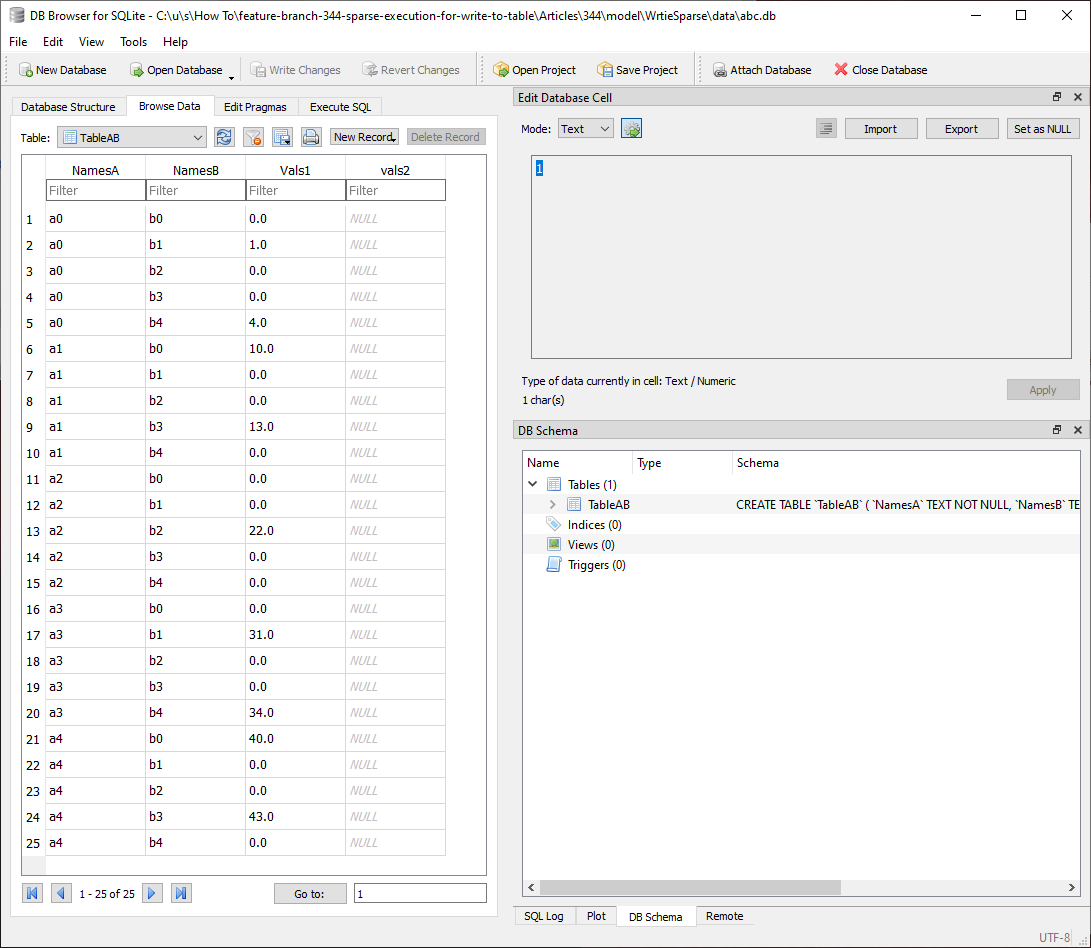 DB Browser for SQLite - C:\u\s\How To\feature-branch-344-sparse-execution-for-write-to-table\Articles\344\model\WrtieSparse\data\abc.db
File Edit View Tools Help
New Database Open Database Write Changes Revert Changes Open Project Save Project Attach Database Close Database
Database Structure Browse Data Edit Pragmas Execute SQL
Table: TableAB New Record Delete Record
NamesA NamesB Vals1 vals2
Filter Filter Filter Filter
1 a0 b0 0.0 NULL
2 a0 b1 1.0 NULL
3 a0 b2 0.0 NULL
4 a0 b3 0.0 NULL
5 a0 b4 4.0 NULL
6 a1 b0 10.0 NULL
7 a1 b1 0.0 NULL
8 a1 b2 0.0 NULL
9 a1 b3 13.0 NULL
10 a1 b4 0.0 NULL
11 a2 b0 0.0 NULL
12 a2 b1 0.0 NULL
13 a2 b2 22.0 NULL
14 a2 b3 0.0 NULL
15 a2 b4 0.0 NULL
16 a3 b0 0.0 NULL
17 a3 b1 31.0 NULL
18 a3 b2 0.0 NULL
19 a3 b3 0.0 NULL
20 a3 b4 34.0 NULL
21 a4 b0 40.0 NULL
22 a4 b1 0.0 NULL
23 a4 b2 0.0 NULL
24 a4 b3 43.0 NULL
25 a4 b4 0.0 NULL
1 - 25 of 25 Go to: 1
Edit Database Cell
Mode: Text Import Export Set as NULL
1
Type of data currently in cell: Text / Numeric
1 char(s)
Apply
DB Schema
Name Type Schema
Tables (1)
TableAB CREATE TABLE `TableAB` ( `NamesA` TEXT NOT NULL, `NamesB` TE
Indices (0)
Views (0)
Triggers (0)
SQL Log Plot DB Schema Remote
UTF-8